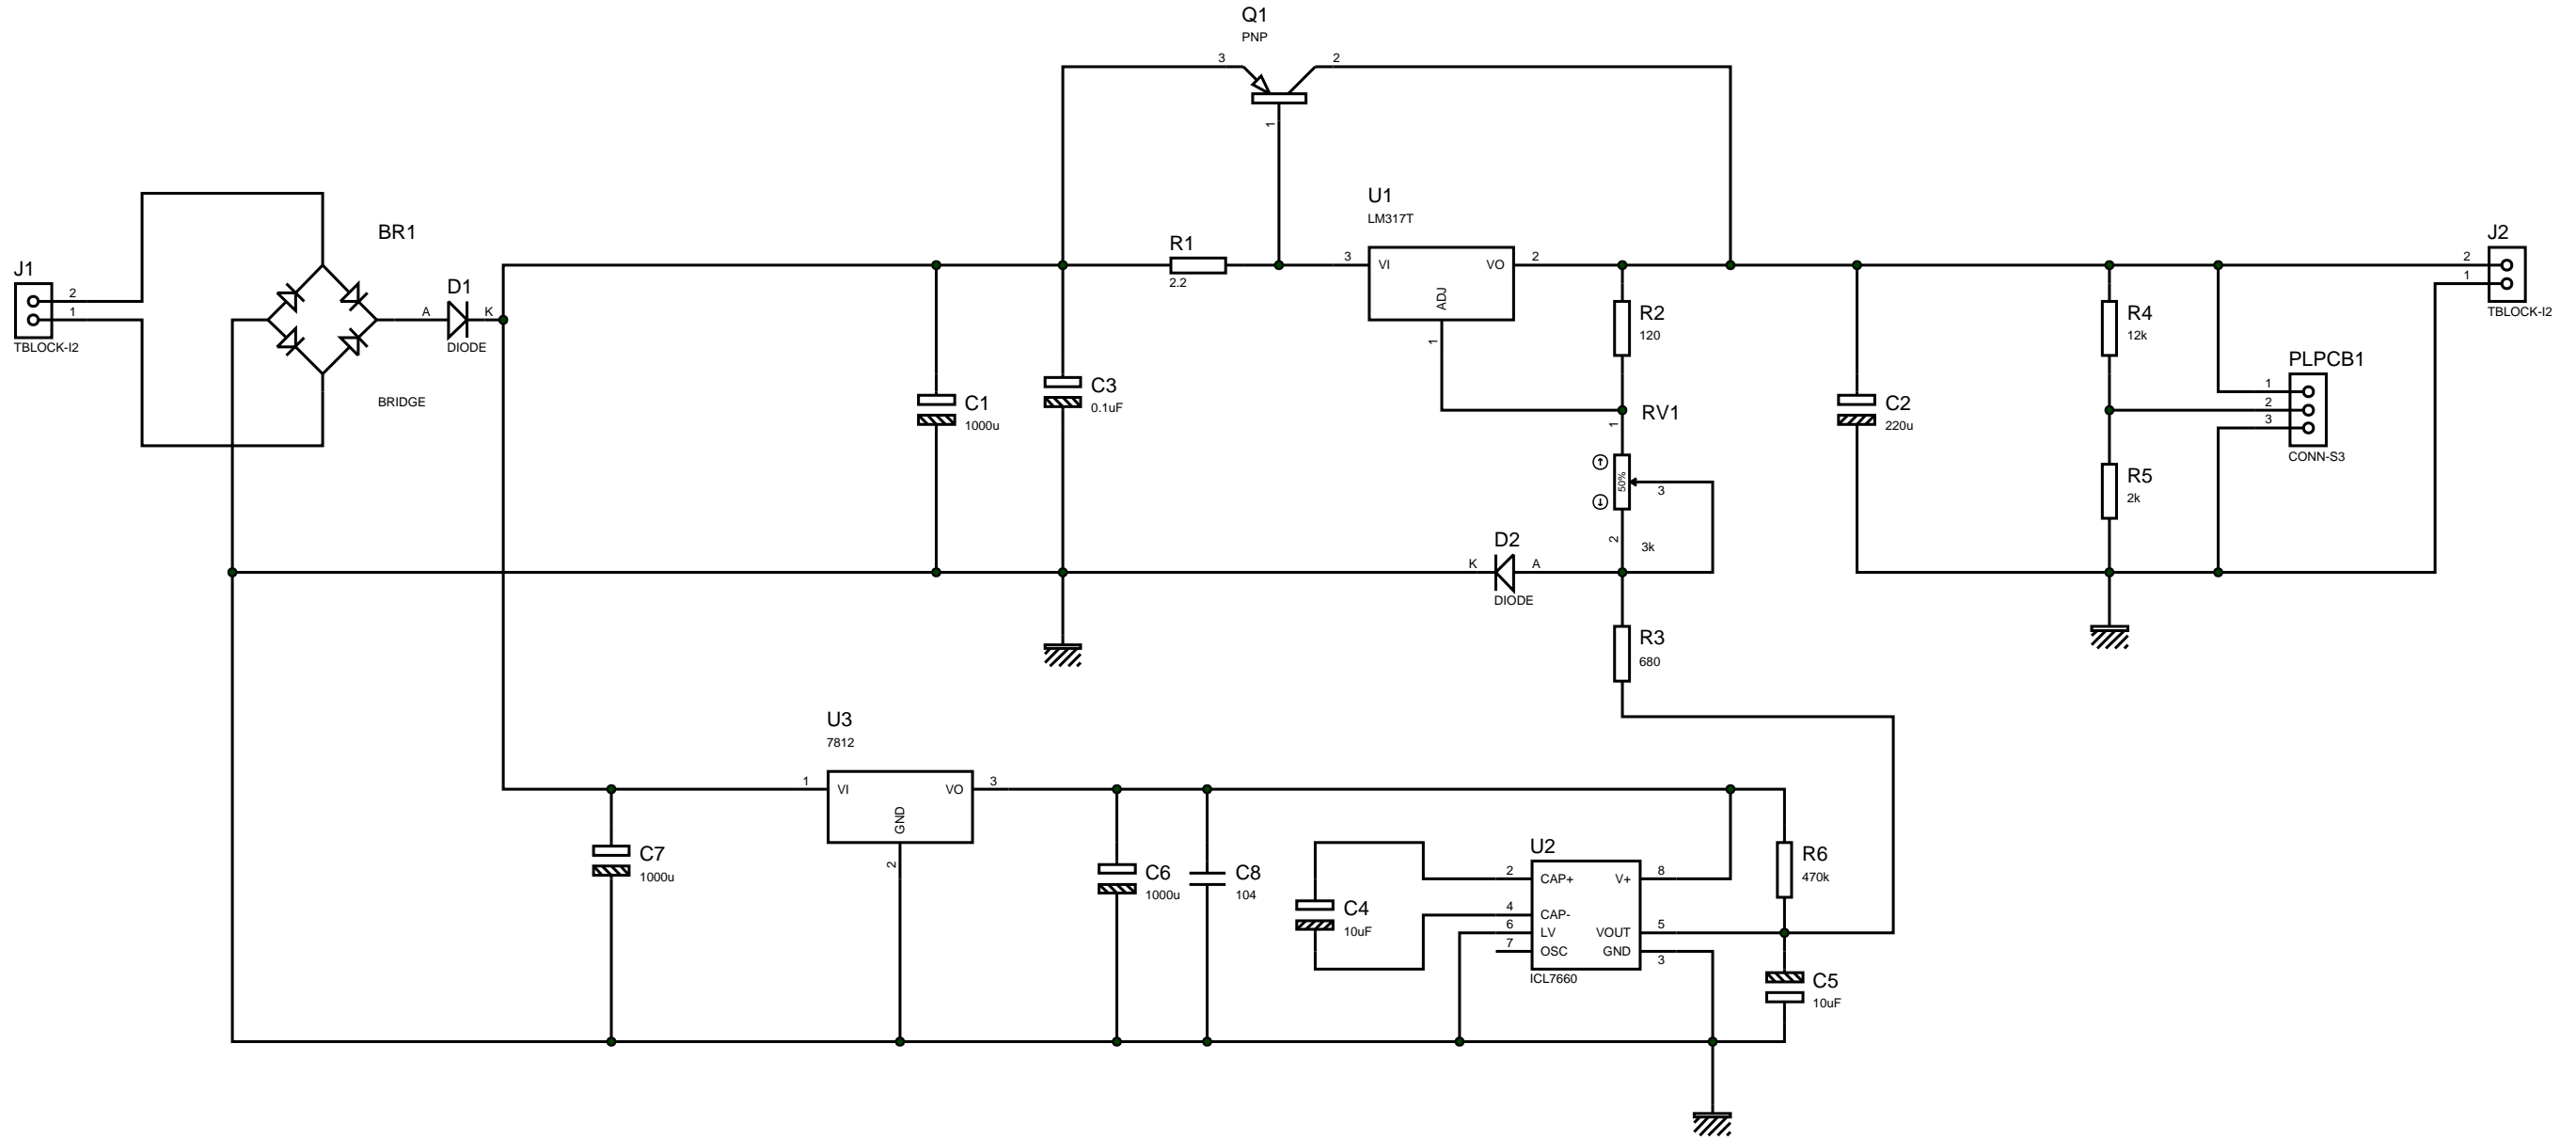 Q1
PNP
3
2
1
U1
LM317T
BR1
J1
2
1
TBLOCK-I2
D1
A
K
DIODE
BRIDGE
R1
2.2
3
VI
VO
2
ADJ
1
J2
2
1
TBLOCK-I2
R2
120
R4
12k
PLPCB1
1
2
3
CONN-S3
C1
1000u
C3
0.1uF
RV1
1
50%
3
2
3k
C2
220u
R5
2k
D2
K
A
DIODE
R3
680
U3
7812
1
VI
VO
3
GND
2
C7
1000u
C6
1000u
C8
104
C4
10uF
U2
2
CAP+
V+
8
4
CAP-
6
LV
VOUT
5
7
OSC
GND
3
ICL7660
R6
470k
C5
10uF